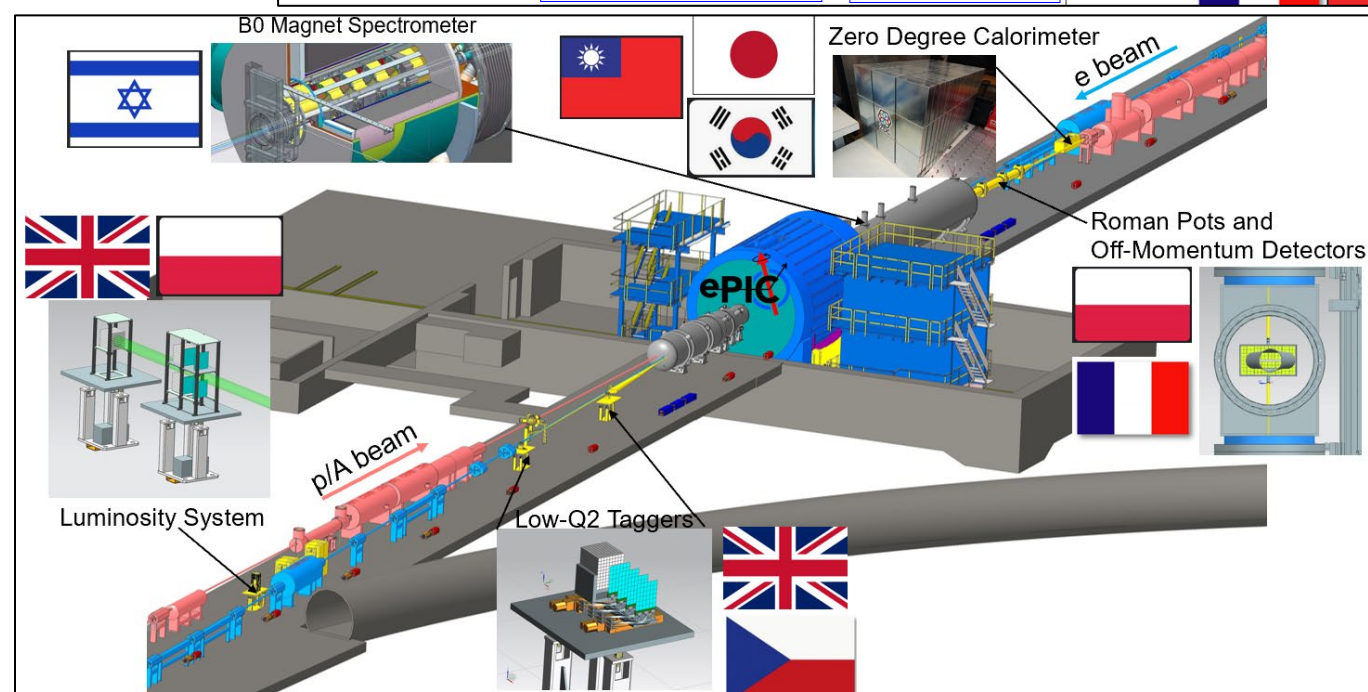 B0 Magnet Spectrometer
Zero Degree Calorimeter
e beam
Roman Pots and
Off-Momentum Detectors
ePIC
p/A beam
Luminosity System
Low-Q2 Taggers